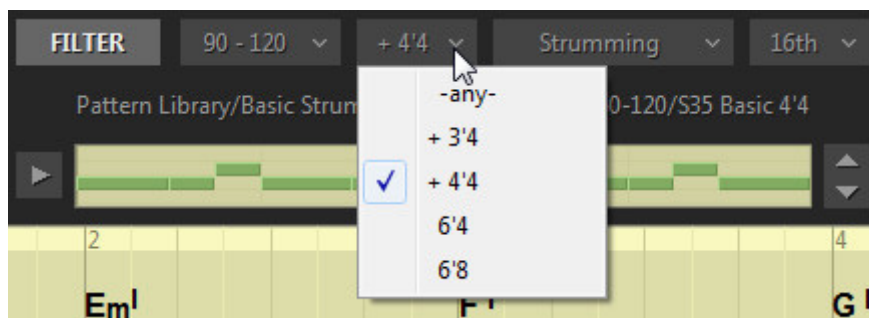 FILTER 90 - 120 + 4'4 Strumming 16th
-any-
+ 3'4
+ 4'4
6'4
6'8
Pattern Library/Basic Strum 0-120/S35 Basic 4'4
2 4
Em G